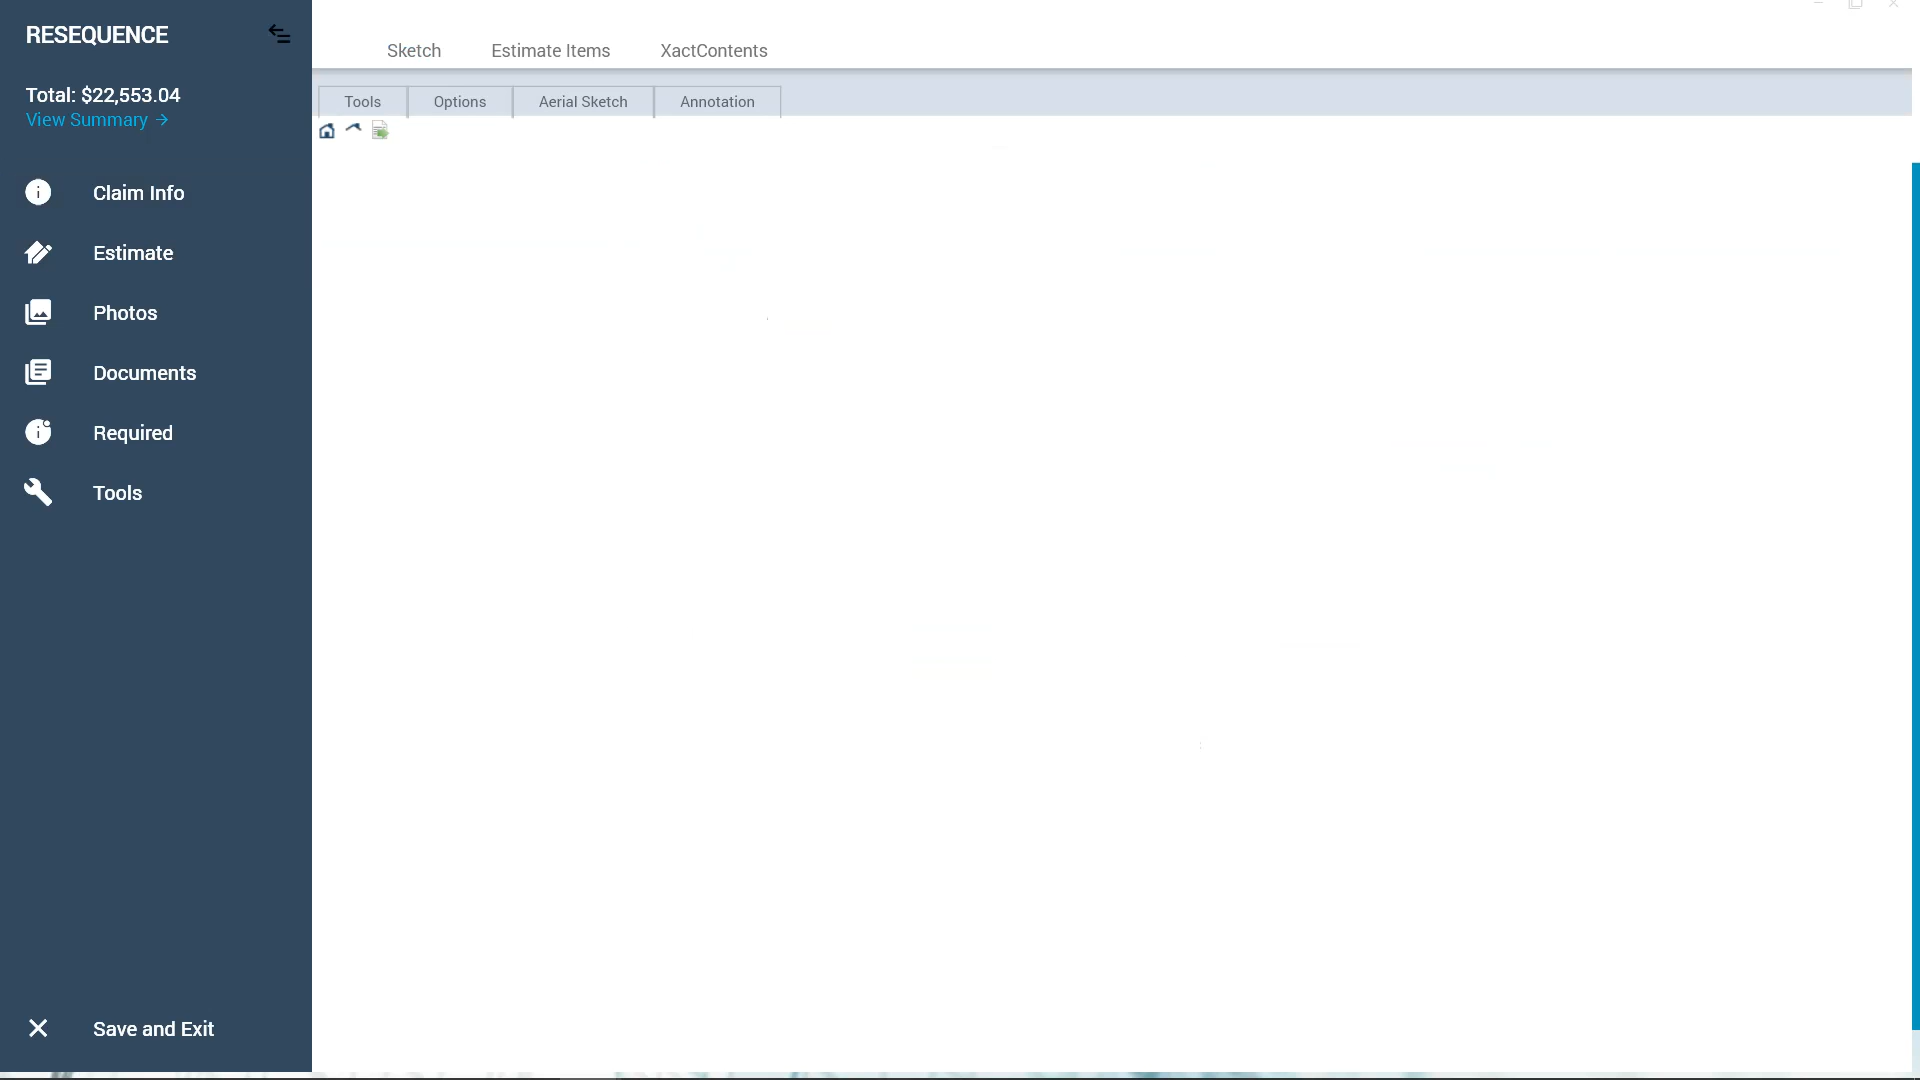 RESEQUENCE
Total: $22,553.04
View Summary →
Claim Info
Estimate
Photos
Documents
Required
Tools
Save and Exit
Sketch Estimate Items XactContents
Tools Options Aerial Sketch Annotation